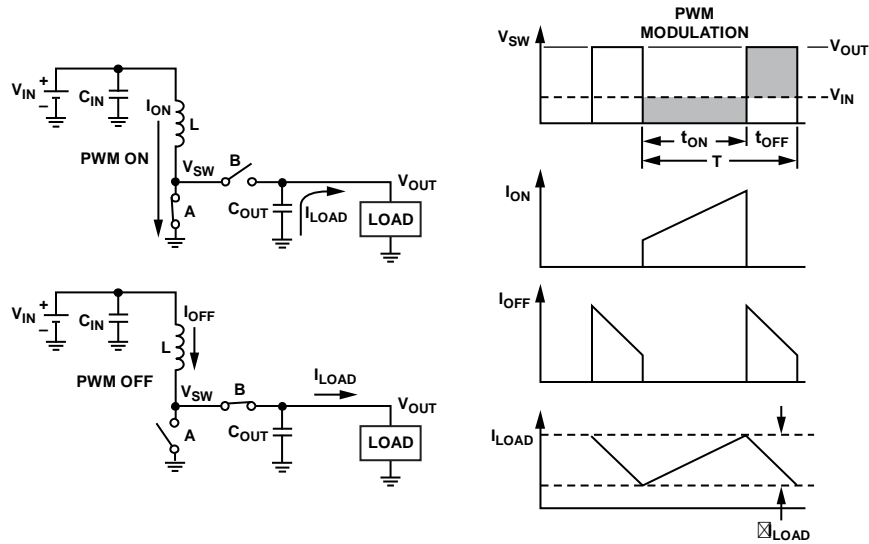 V_IN
+
–
C_IN
I_ON
L
PWM ON
V_SW
B
A
C_OUT
I_LOAD
V_OUT
LOAD
V_IN
+
–
C_IN
I_OFF
L
PWM OFF
V_SW
B
A
C_OUT
I_LOAD
V_OUT
LOAD
PWM
MODULATION
V_SW
V_OUT
V_IN
t_ON
t_OFF
T
I_ON
I_OFF
I_LOAD
I_LOAD